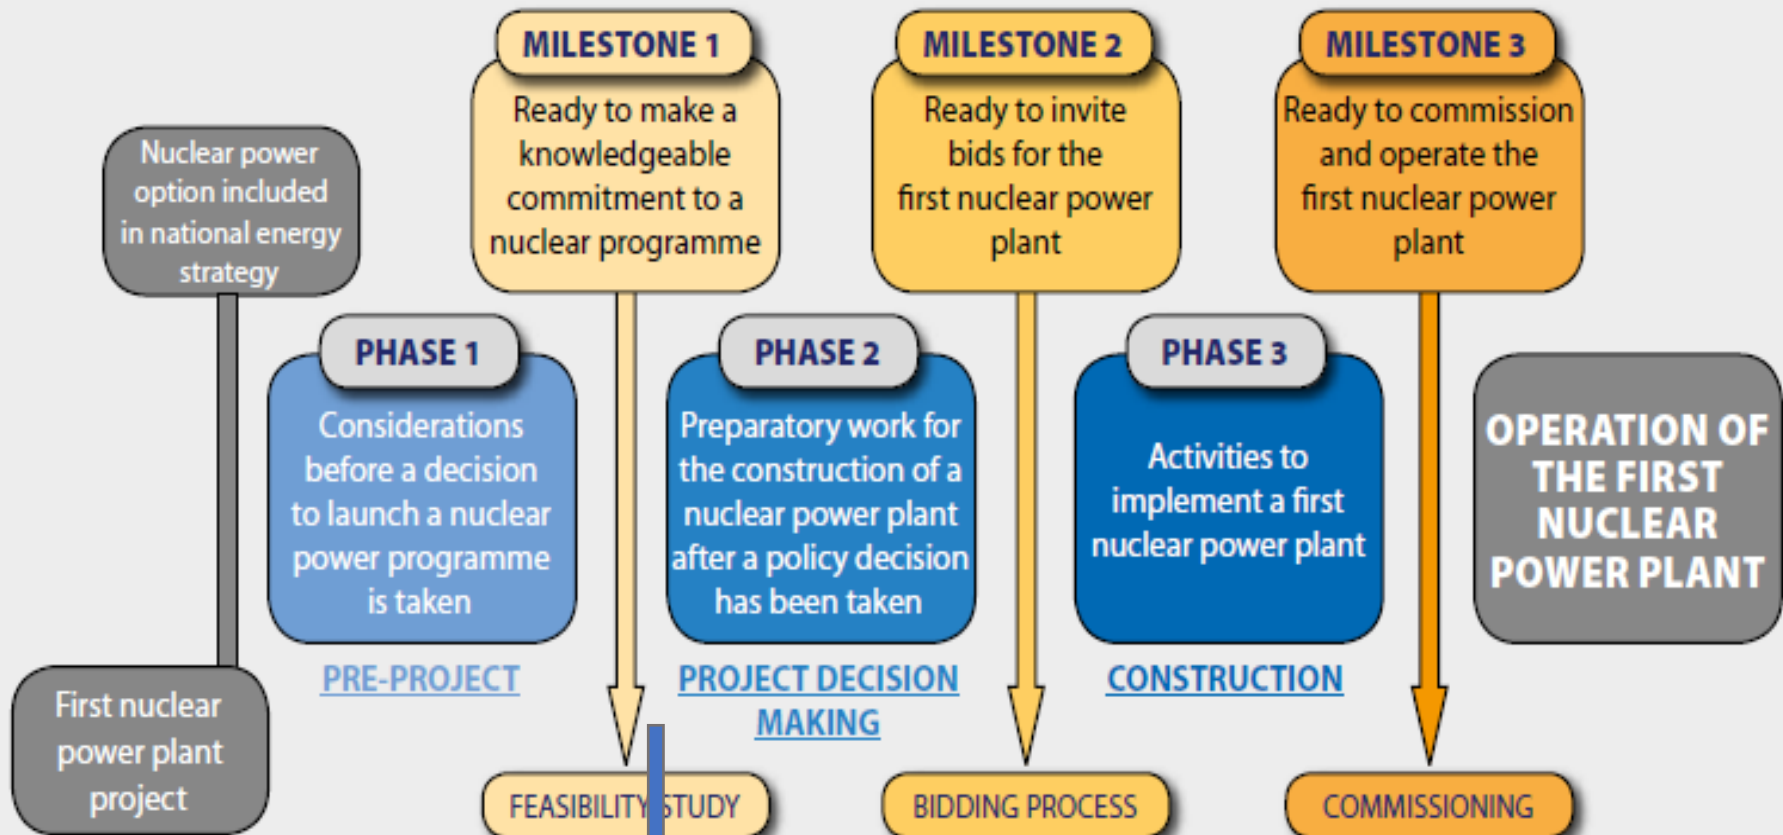 MILESTONE 1
Ready to make a
knowledgeable
commitment to a
nuclear programme
MILESTONE 2
Ready to invite
bids for the
first nuclear power
plant
MILESTONE 3
Ready to commission
and operate the
first nuclear power
plant
Nuclear power
option included
in national energy
strategy
PHASE 1
Considerations
before a decision
to launch a nuclear
power programme
is taken
PRE-PROJECT
PHASE 2
Preparatory work for
the construction of a
nuclear power plant
after a policy decision
has been taken
PROJECT DECISION
MAKING
PHASE 3
Activities to
implement a first
nuclear power plant
CONSTRUCTION
OPERATION OF
THE FIRST
NUCLEAR
POWER PLANT
First nuclear
power plant
project
FEASIBILITY STUDY
BIDDING PROCESS
COMMISSIONING